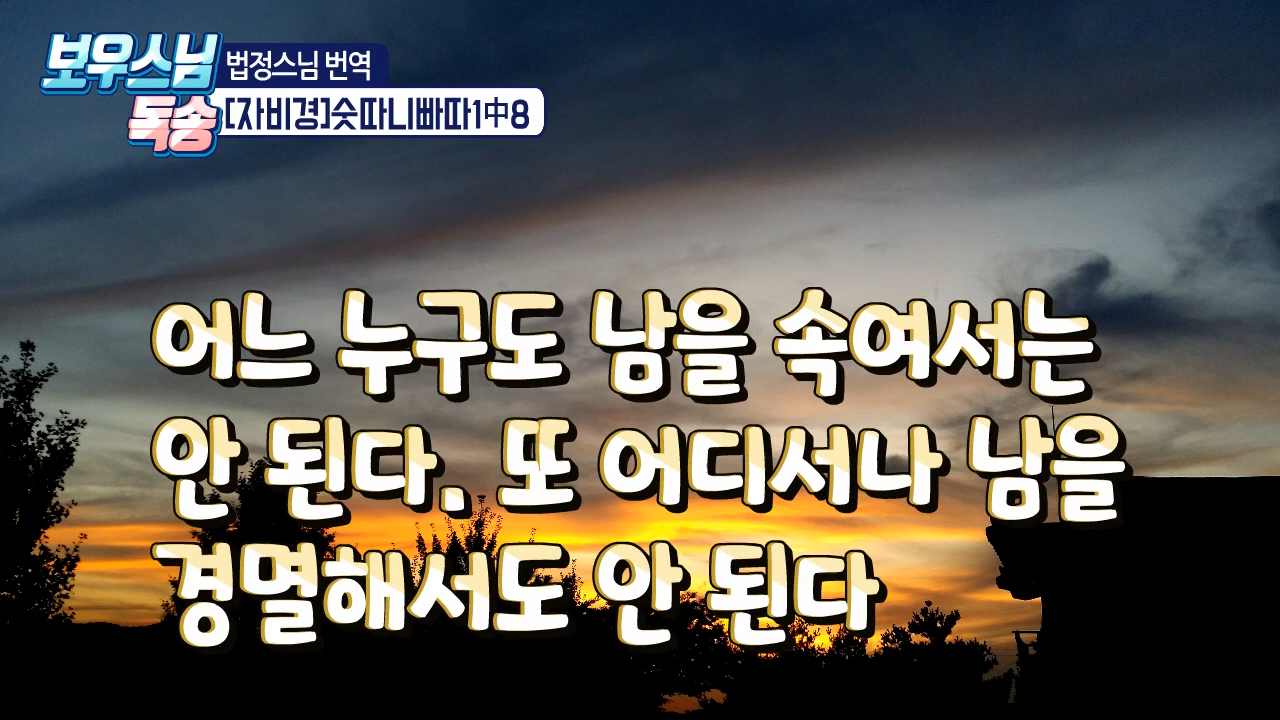 보우스님
독송
법정스님 번역
[자비경]숫따니빠따1中8
어느 누구도 남을 속여서는
안 된다. 또 어디서나 남을
경멸해서도 안 된다